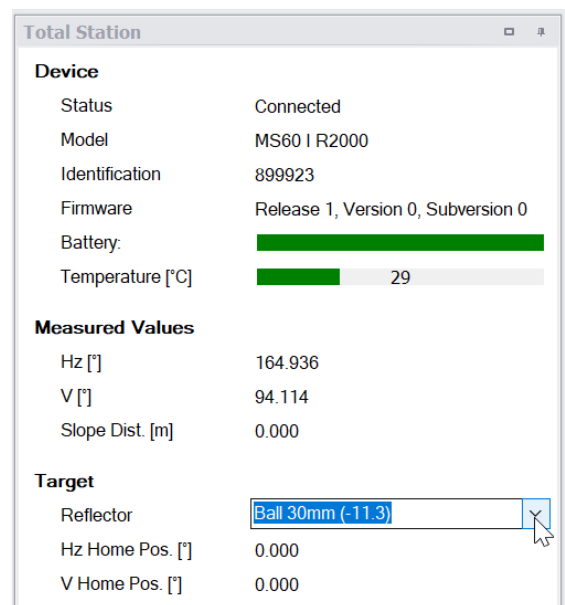 Total Station
Device
Status Connected
Model MS60 I R2000
Identification 899923
Firmware Release 1, Version 0, Subversion 0
Battery:
Temperature [°C] 29
Measured Values
Hz [°] 164.936
V [°] 94.114
Slope Dist. [m] 0.000
Target
Reflector Ball 30mm (-11.3)
Hz Home Pos. [°] 0.000
V Home Pos. [°] 0.000